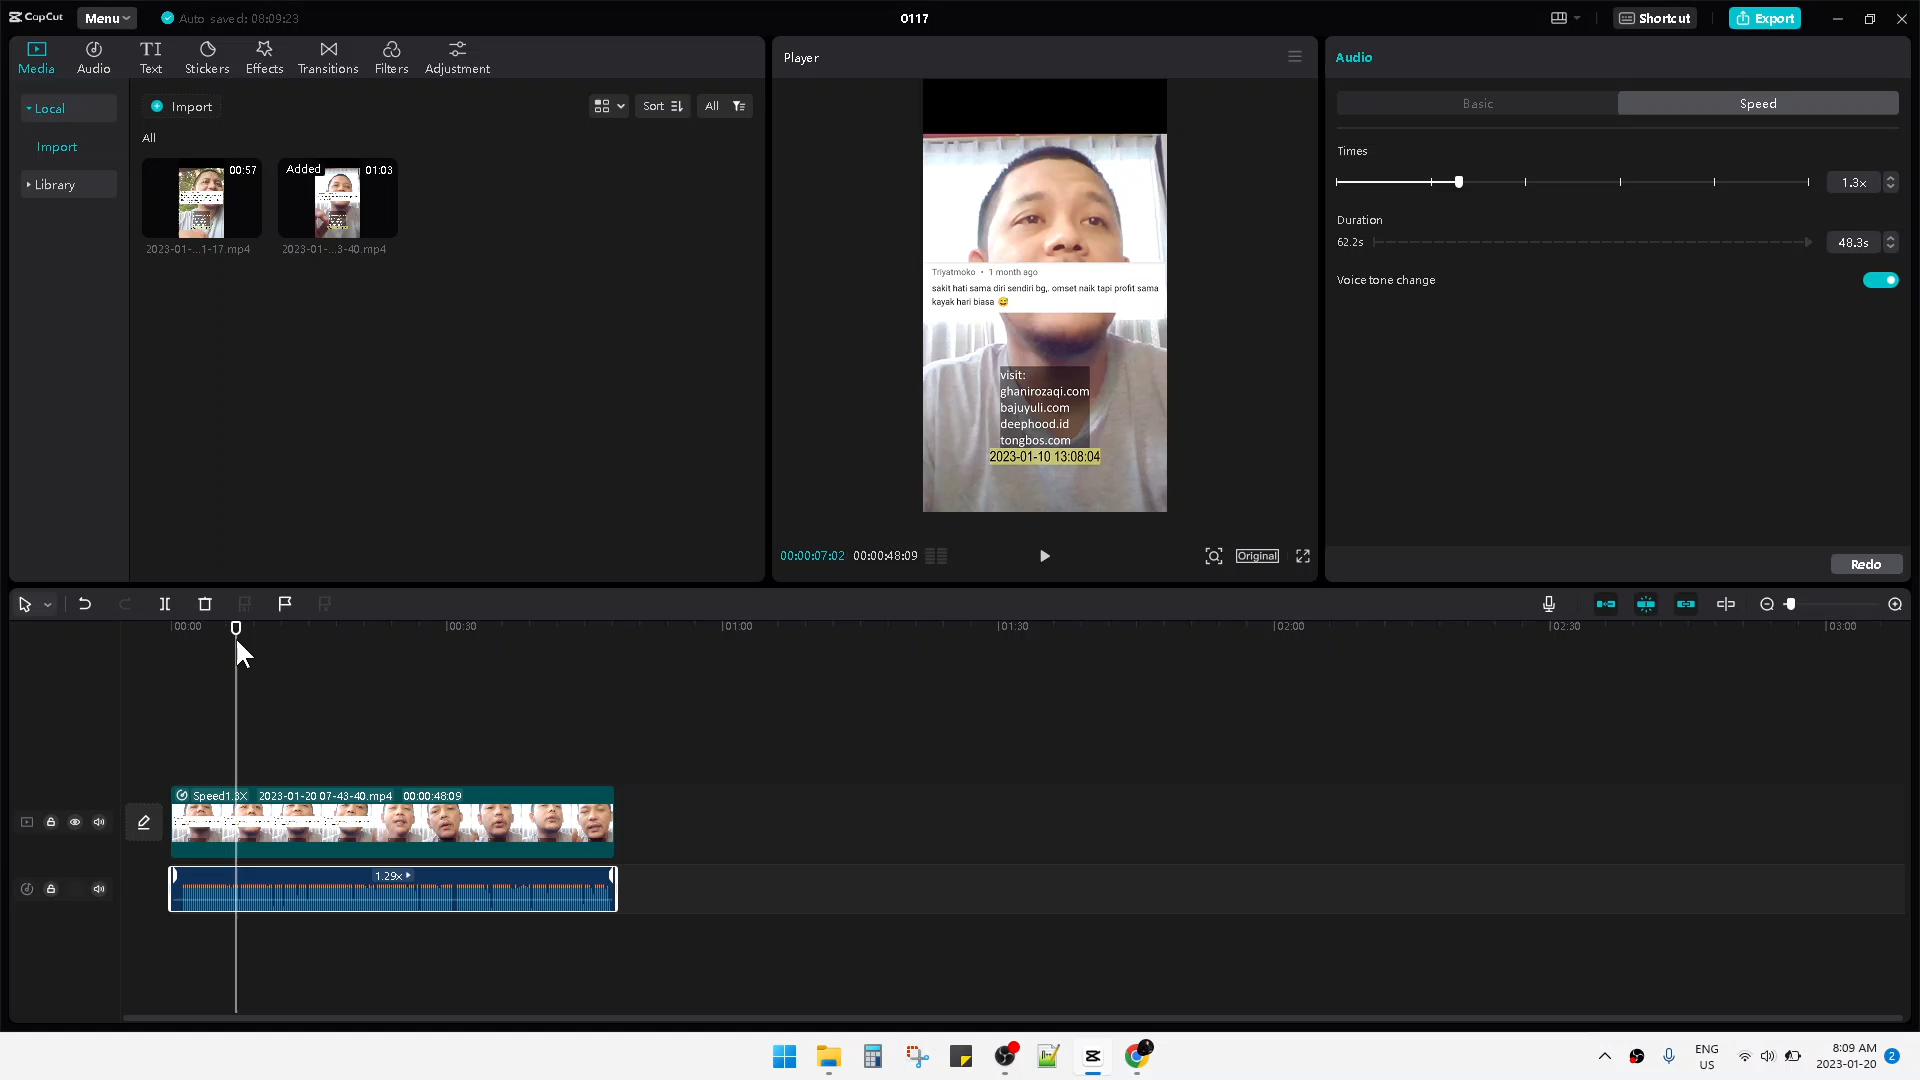 CapCut
Menu
Auto saved: 08:09:23
0117
Shortcut
Export
Media
Audio
Text
Stickers
Effects
Transitions
Filters
Adjustment
Local
Import
Library
Import
Sort
All
All
00:57
2023-01-...1-17.mp4
Added
01:03
2023-01-...3-40.mp4
Player
Triyatmoko • 1 month ago
sakit hati sama diri sendiri bg,. omset naik tapi profit sama
kayak hari biasa 😅
visit:
ghanirozaqi.com
bajuyuli.com
deephood.id
tongbos.com
2023-01-10 13:08:04
00:00:07:02 00:00:48:09
Original
Audio
Basic
Speed
Times
1.3x
Duration
62.2s
48.3s
Voice tone change
Redo
00:00
00:30
01:00
01:30
02:00
02:30
03:00
Speed1.3X 2023-01-20 07-43-40.mp4 00:00:48:09
1.29x
ENG
US
8:09 AM
2023-01-20
2